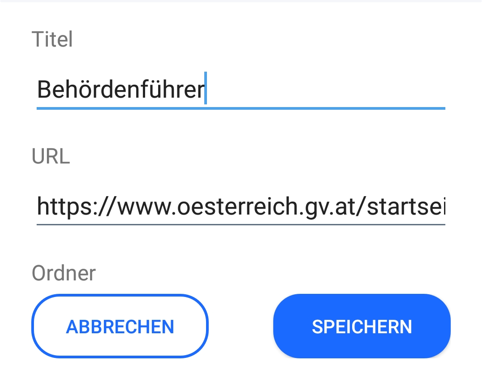 Titel
Behördenführer
URL
https://www.oesterreich.gv.at/startsei
Ordner
ABBRECHEN SPEICHERN